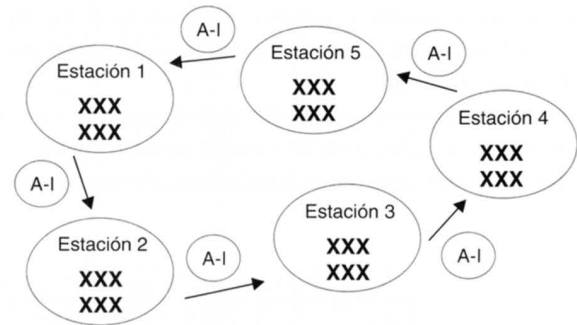 Estación 1
XXX
XXX
A-I
Estación 2
XXX
XXX
A-I
Estación 3
XXX
XXX
A-I
Estación 4
XXX
XXX
A-I
Estación 5
XXX
XXX
A-I